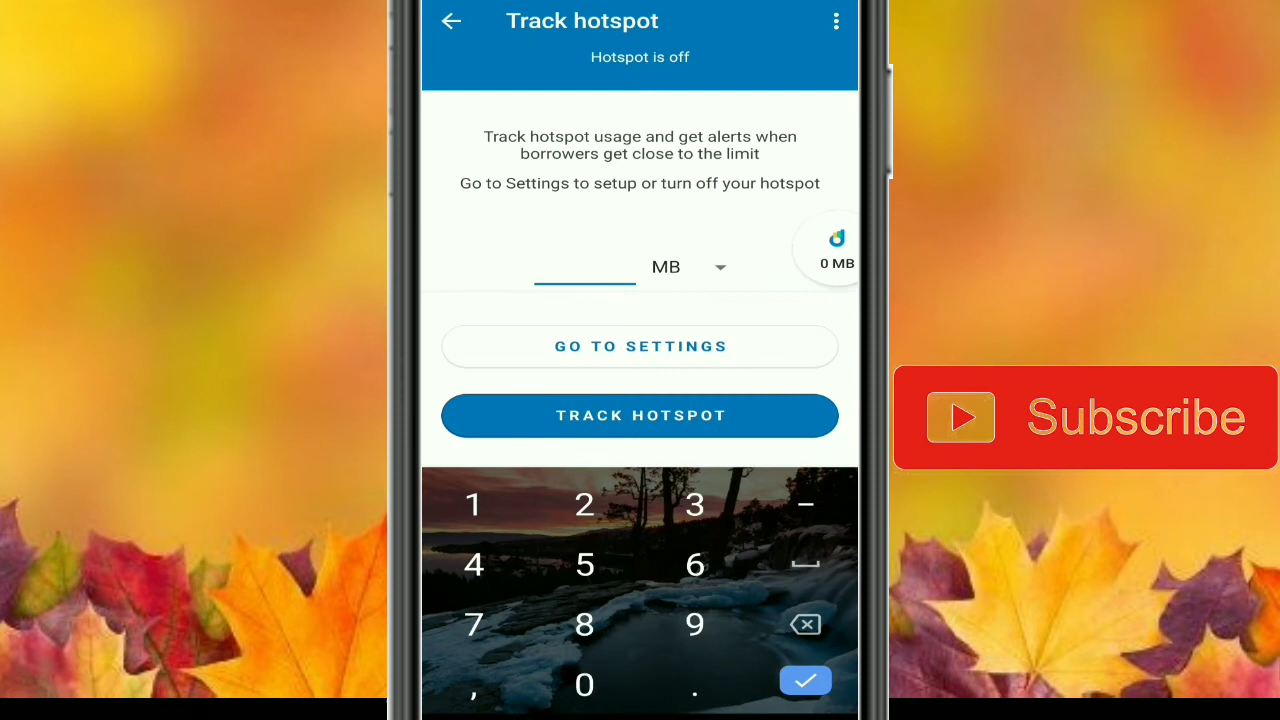 Track hotspot
Hotspot is off
Track hotspot usage and get alerts when
borrowers get close to the limit
Go to Settings to setup or turn off your hotspot
MB
0 MB
GO TO SETTINGS
TRACK HOTSPOT
Subscribe
1 2 3 –
4 5 6
7 8 9
, 0 .